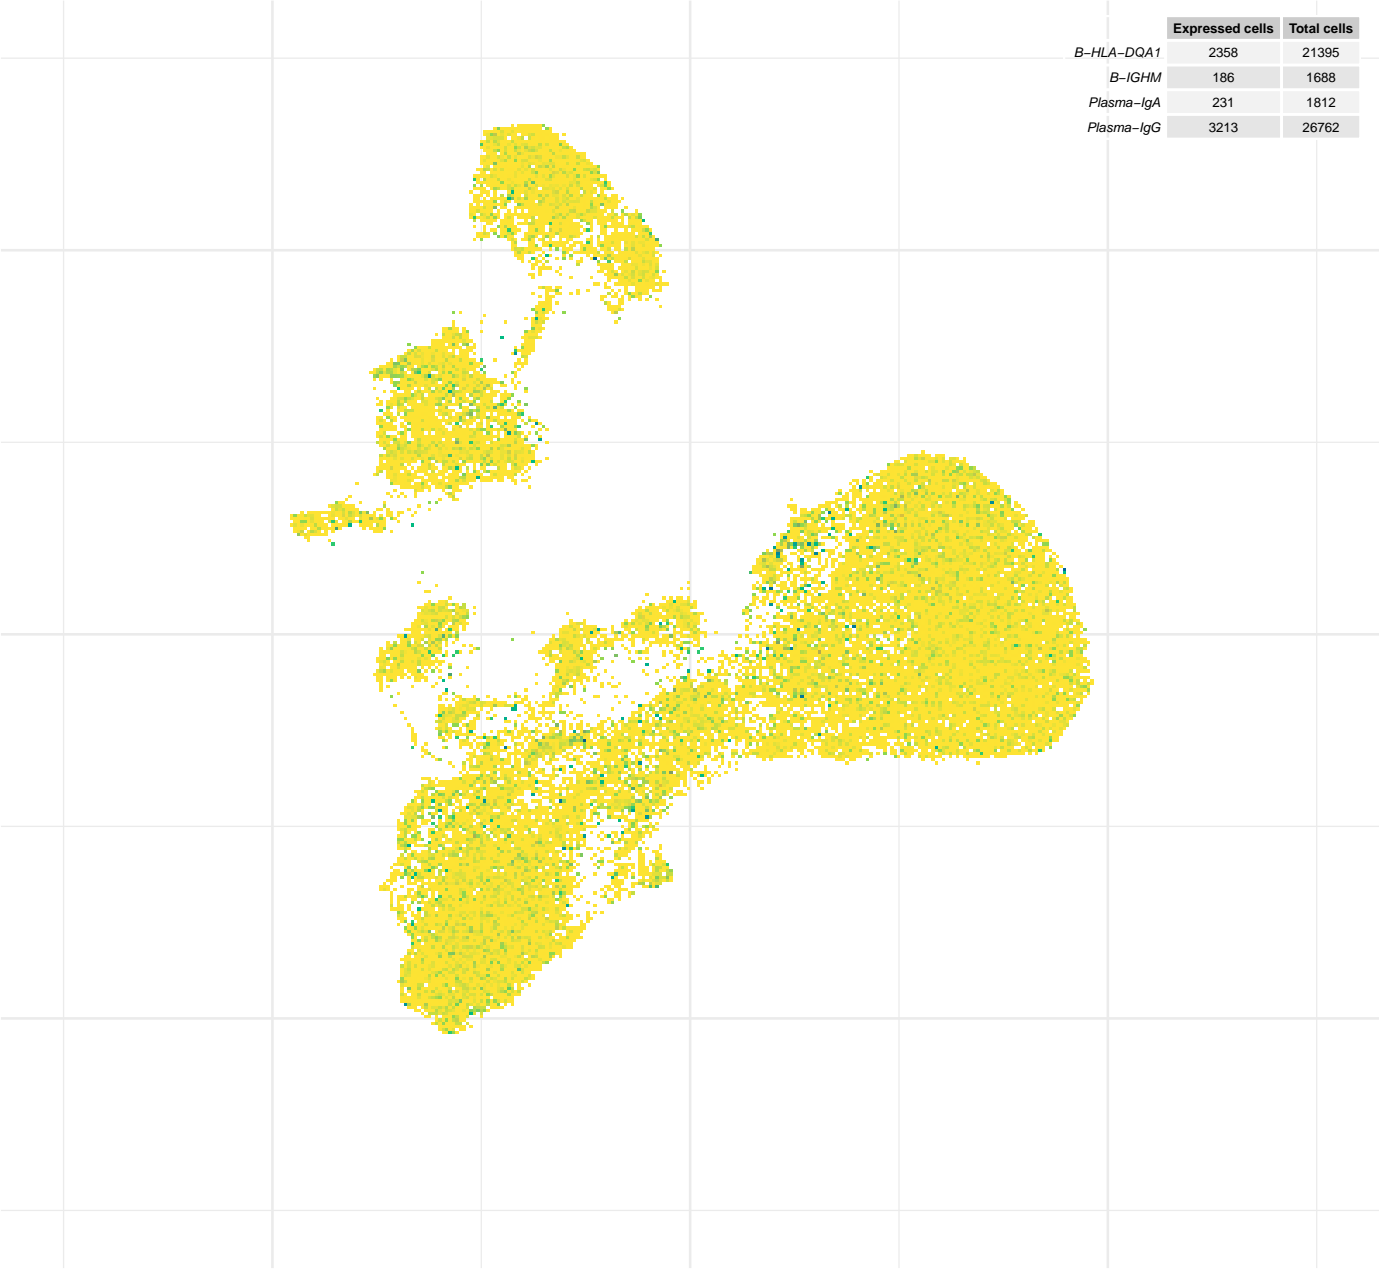 Expressed cells Total cells
B−HLA−DQA1 2358 21395
B−IGHM 186 1688
Plasma−IgA 231 1812
Plasma−IgG 3213 26762